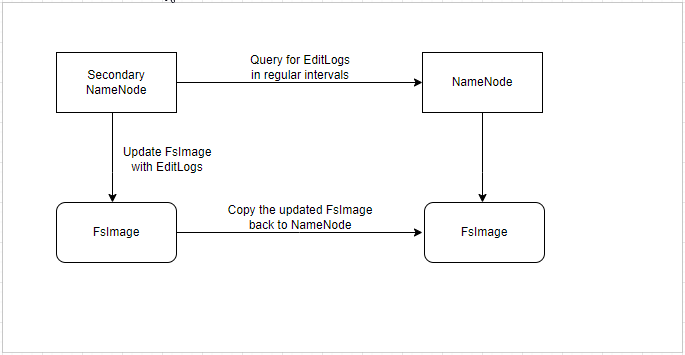 Secondary
NameNode
Query for EditLogs
in regular intervals
NameNode
Update FsImage
with EditLogs
FsImage
Copy the updated FsImage
back to NameNode
FsImage